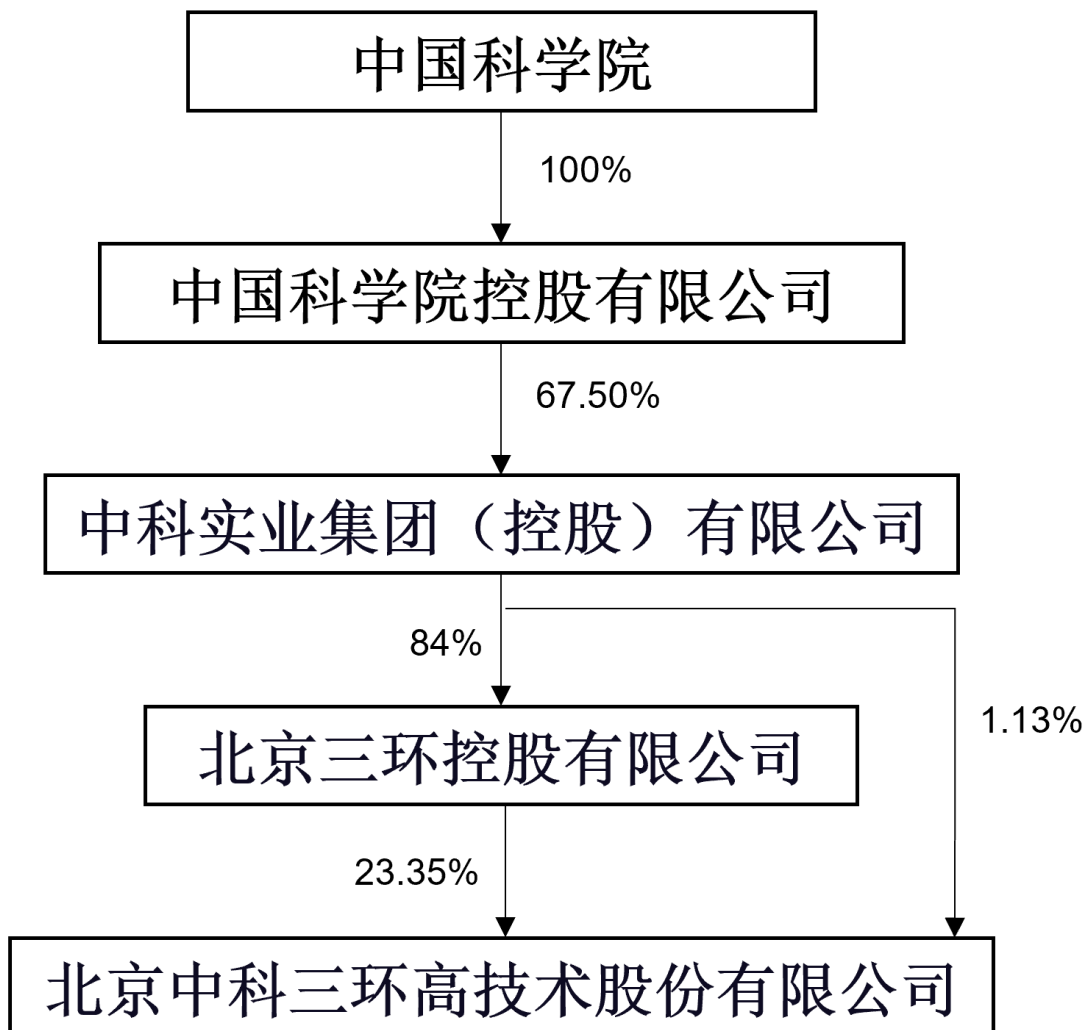 中国科学院
100%
中国科学院控股有限公司
67.50%
中科实业集团（控股）有限公司
84%
1.13%
北京三环控股有限公司
23.35%
北京中科三环高技术股份有限公司